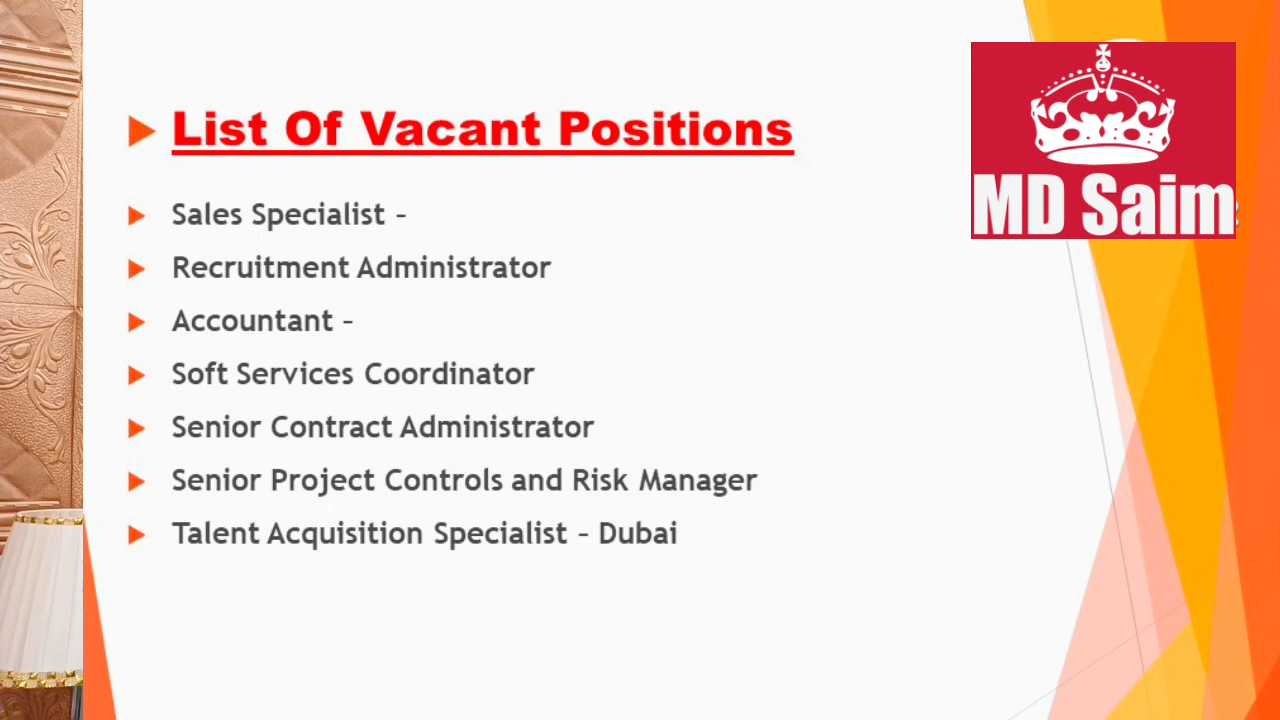 List Of Vacant Positions
MD Saim
Sales Specialist –
Recruitment Administrator
Accountant –
Soft Services Coordinator
Senior Contract Administrator
Senior Project Controls and Risk Manager
Talent Acquisition Specialist – Dubai